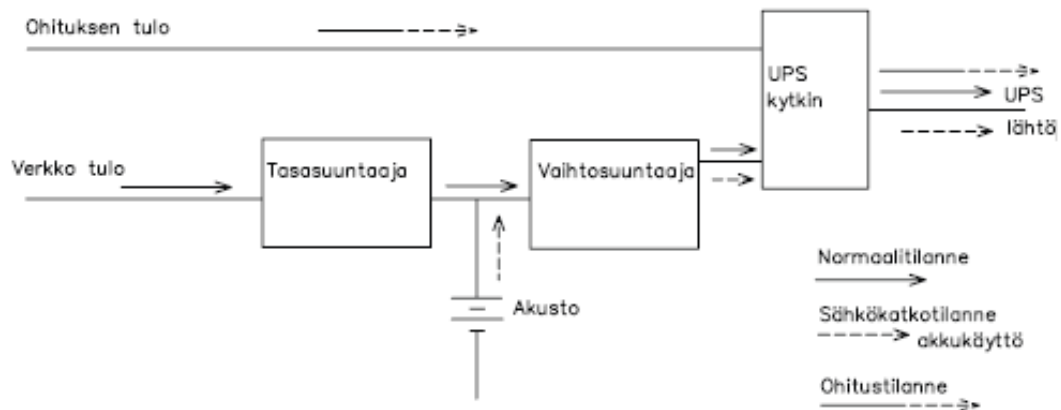 Ohituksen tulo
UPS
kytkin
UPS
lähtö
Verkko tulo
Tasasuuntaaja
Vaihtosuuntaaja
Akusto
Normaalitilanne
Sähkökatkotilanne
akkukäyttö
Ohitustilanne